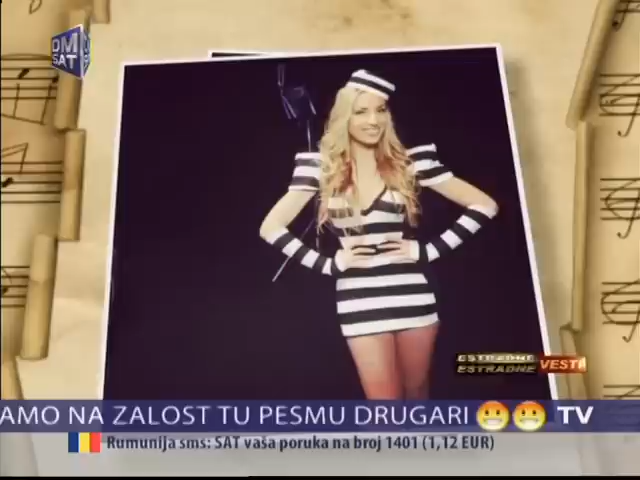 DM
SAT
ESTRADNE VESTI
ESTRADNE
AMO NA ZALOST TU PESMU DRUGARI 😀😀 TV
Rumunija sms: SAT vaša poruka na broj 1401 (1,12 EUR)